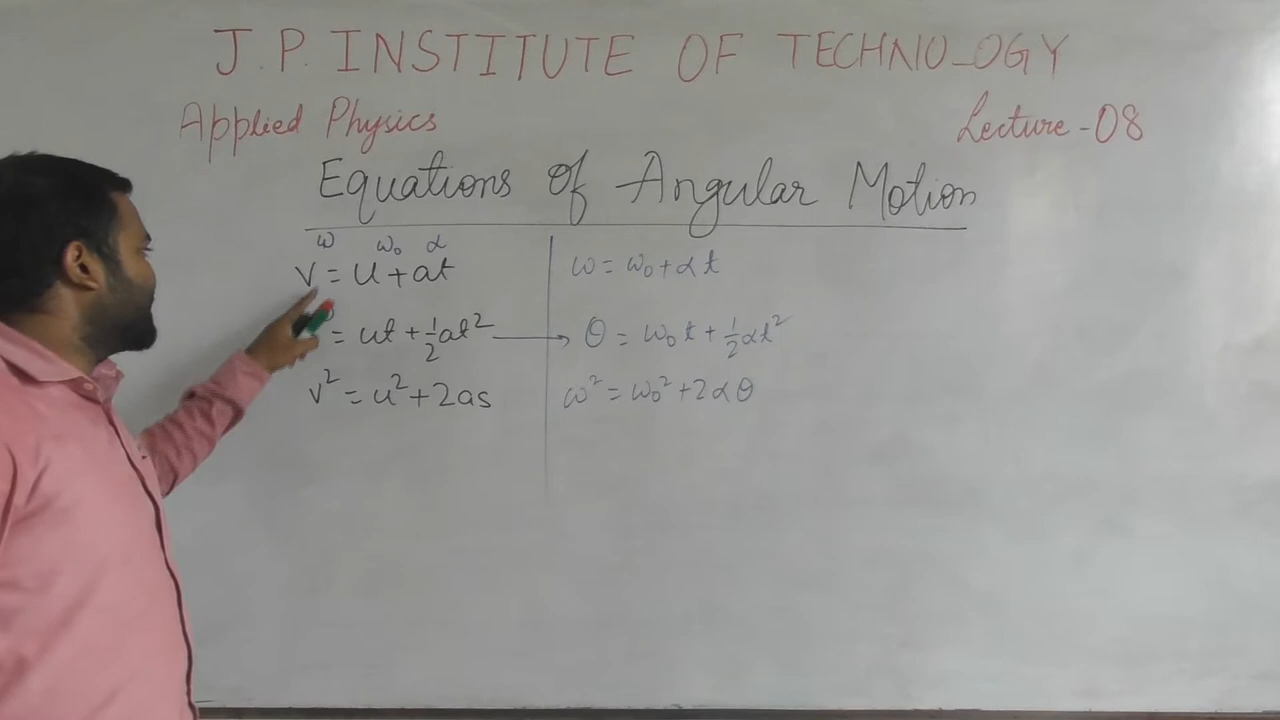 J.P. INSTITUTE OF TECHNOLOGY
Applied Physics Lecture-08
Equations of Angular Motion
ω ω₀ α
v = u + at ω = ω₀ + αt
= ut + ½at² → θ = ω₀t + ½αt²
v² = u² + 2as ω² = ω₀² + 2αθ